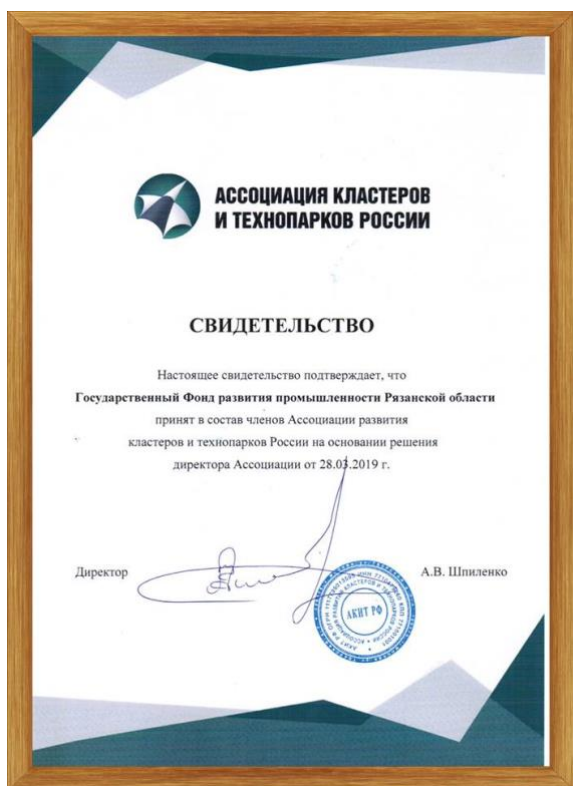 АССОЦИАЦИЯ КЛАСТЕРОВ
И ТЕХНОПАРКОВ РОССИИ
СВИДЕТЕЛЬСТВО
Настоящее свидетельство подтверждает, что
Государственный Фонд развития промышленности Рязанской области
принят в состав членов Ассоциации развития
кластеров и технопарков России на основании решения
директора Ассоциации от 28.03.2019 г.
Директор
А.В. Шпиленко
АКИТ РФ